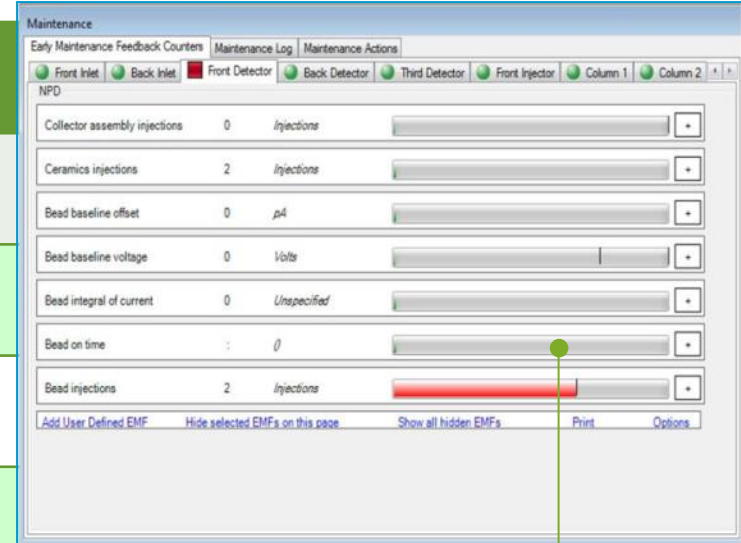 Maintenance
Early Maintenance Feedback Counters Maintenance Log Maintenance Actions
Front Inlet Back Inlet Front Detector Back Detector Third Detector Front Injector Column 1 Column 2
NPD
Collector assembly injections 0 Injections +
Ceramics injections 2 Injections +
Bead baseline offset 0 pA +
Bead baseline voltage 0 Volts +
Bead integral of current 0 Unspecified +
Bead on time : () +
Bead injections 2 Injections +
Add User Defined EMF Hide selected EMFs on this page Show all hidden EMFs Print Options